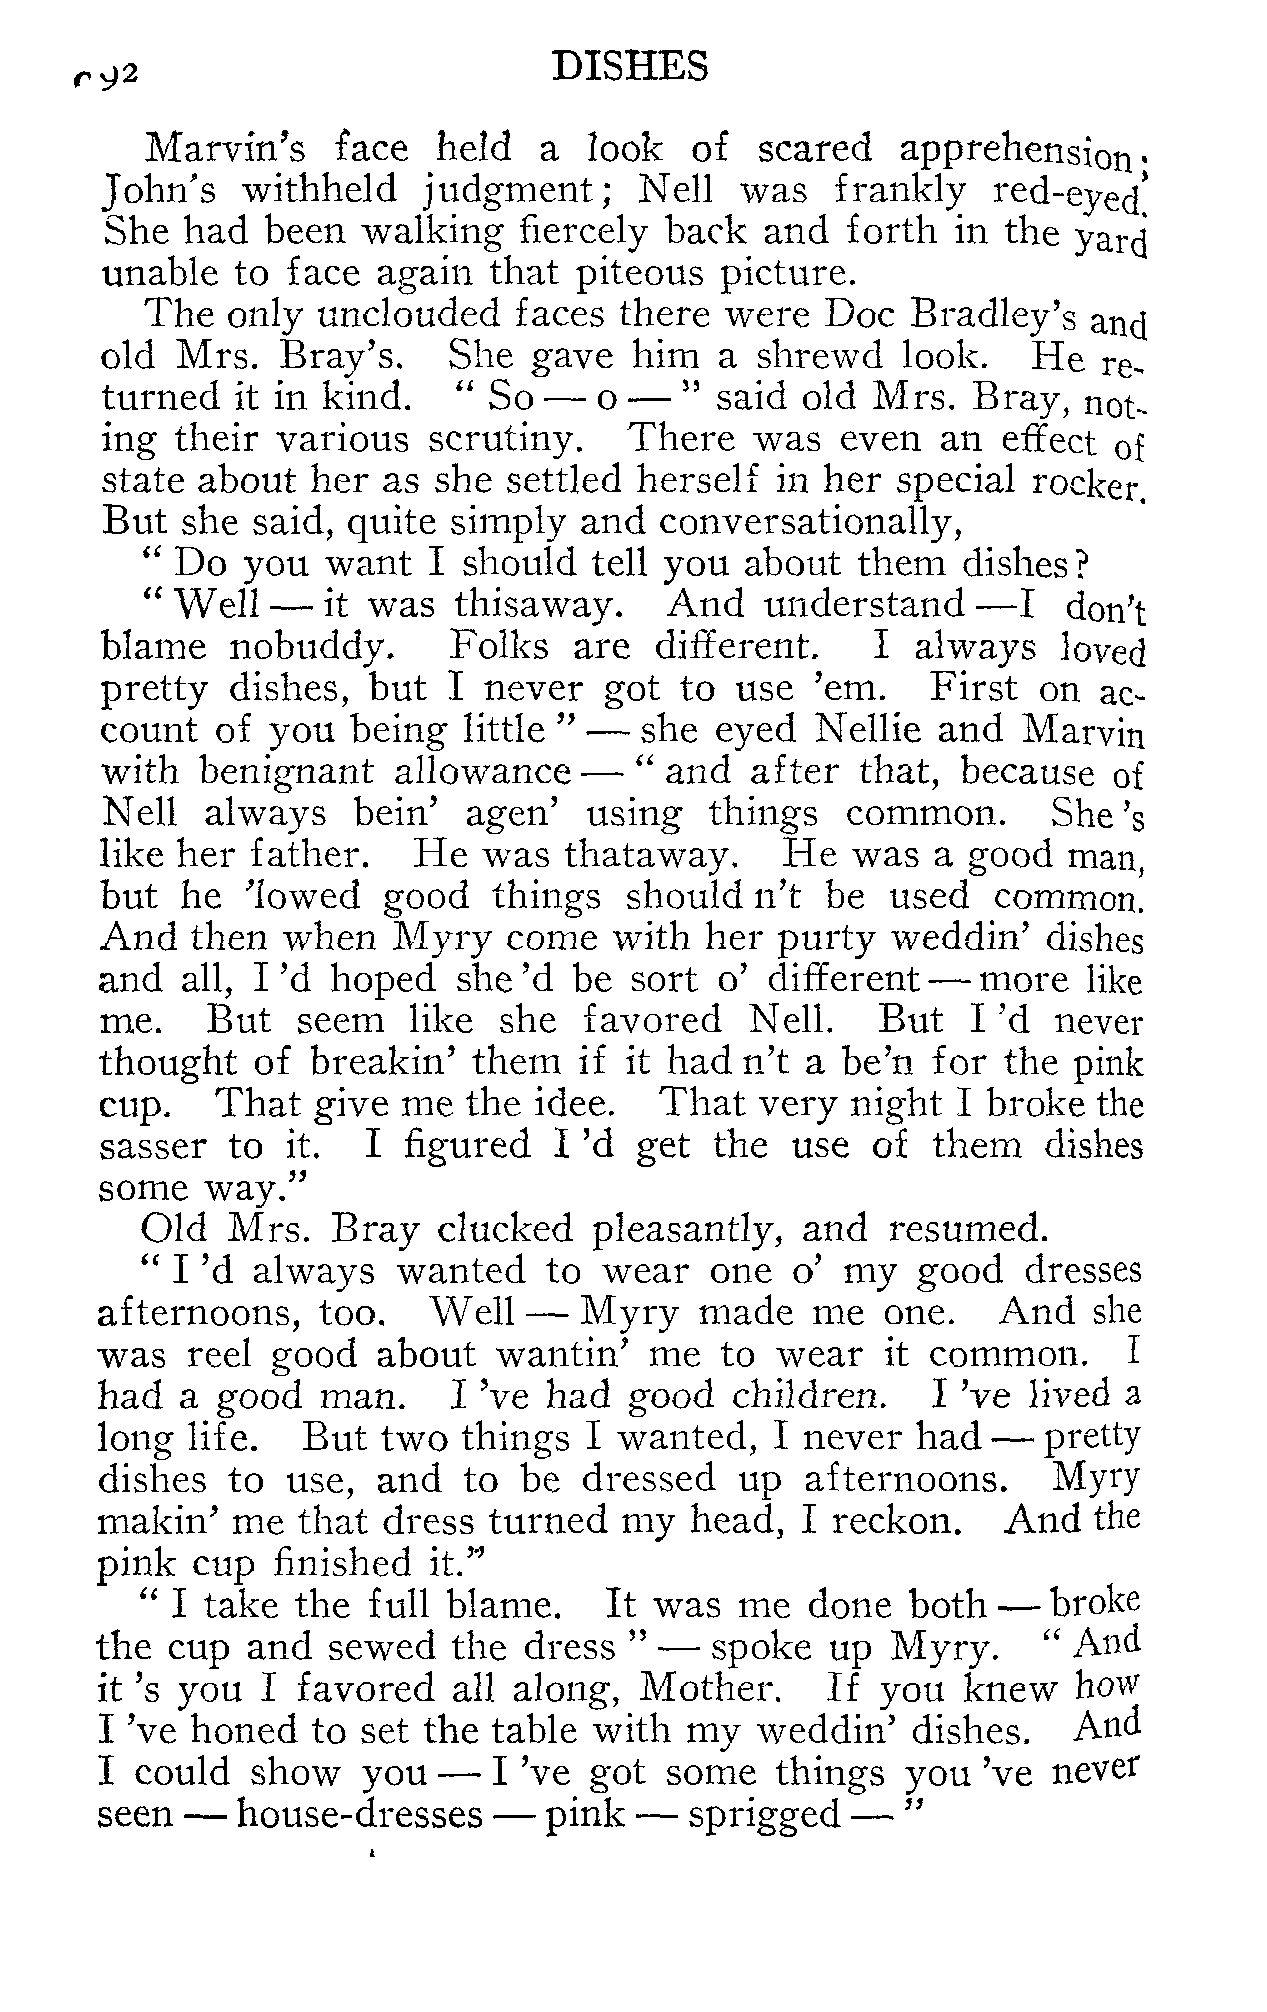 92 DISHES
Marvin's face held a look of scared apprehension;
John's withheld judgment; Nell was frankly red-eyed.
She had been walking fiercely back and forth in the yard
unable to face again that piteous picture.
The only unclouded faces there were Doc Bradley's and
old Mrs. Bray's. She gave him a shrewd look. He re-
turned it in kind. " So — o — " said old Mrs. Bray, not-
ing their various scrutiny. There was even an effect of
state about her as she settled herself in her special rocker.
But she said, quite simply and conversationally,
" Do you want I should tell you about them dishes?
" Well — it was thisaway. And understand —I don't
blame nobuddy. Folks are different. I always loved
pretty dishes, but I never got to use 'em. First on ac-
count of you being little " — she eyed Nellie and Marvin
with benignant allowance — " and after that, because of
Nell always bein' agen' using things common. She 's
like her father. He was thataway. He was a good man,
but he 'lowed good things should n't be used common.
And then when Myry come with her purty weddin' dishes
and all, I 'd hoped she 'd be sort o' different — more like
me. But seem like she favored Nell. But I 'd never
thought of breakin' them if it had n't a be'n for the pink
cup. That give me the idee. That very night I broke the
sasser to it. I figured I 'd get the use of them dishes
some way."
Old Mrs. Bray clucked pleasantly, and resumed.
" I 'd always wanted to wear one o' my good dresses
afternoons, too. Well — Myry made me one. And she
was reel good about wantin' me to wear it common. I
had a good man. I 've had good children. I 've lived a
long life. But two things I wanted, I never had — pretty
dishes to use, and to be dressed up afternoons. Myry
makin' me that dress turned my head, I reckon. And the
pink cup finished it."
" I take the full blame. It was me done both — broke
the cup and sewed the dress " — spoke up Myry. " And
it 's you I favored all along, Mother. If you knew how
I 've honed to set the table with my weddin' dishes. And
I could show you — I 've got some things you 've never
seen — house-dresses — pink — sprigged — "